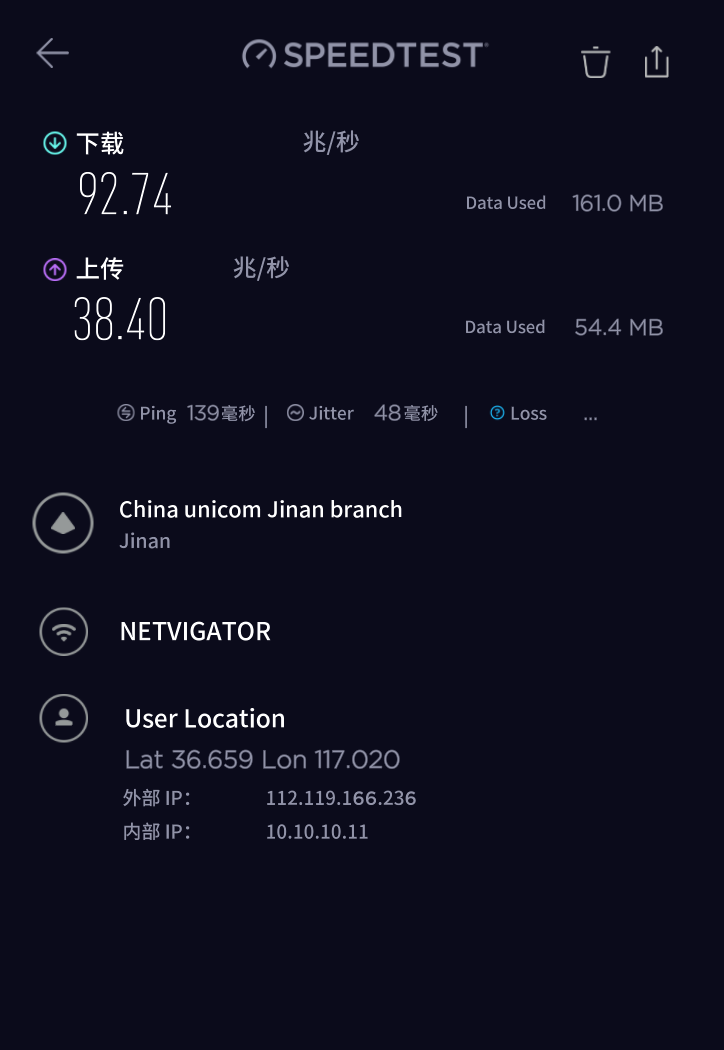 SPEEDTEST
下载 兆/秒
92.74 Data Used 161.0 MB
上传 兆/秒
38.40 Data Used 54.4 MB
Ping 139毫秒 | Jitter 48毫秒 | Loss ...
China unicom Jinan branch
Jinan
NETVIGATOR
User Location
Lat 36.659 Lon 117.020
外部 IP： 112.119.166.236
内部 IP： 10.10.10.11